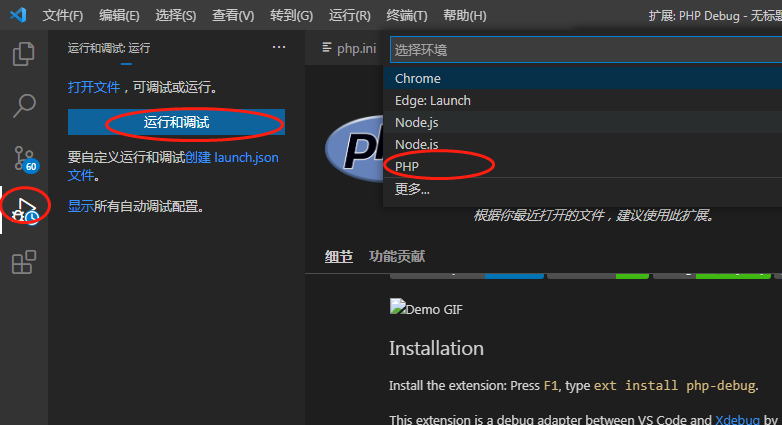 文件(F) 编辑(E) 选择(S) 查看(V) 转到(G) 运行(R) 终端(T) 帮助(H) 扩展: PHP Debug - 无标题
运行和调试: 运行 ...
打开文件，可调试或运行。
运行和调试
要自定义运行和调试创建 launch.json
文件。
显示所有自动调试配置。
60
php.ini
选择环境
Chrome
Edge: Launch
Node.js
Node.js
PHP
更多...
php
根据你最近打开的文件，建议使用此扩展。
细节 功能贡献
Demo GIF
Installation
Install the extension: Press F1, type ext install php-debug.
This extension is a debug adapter between VS Code and Xdebug by